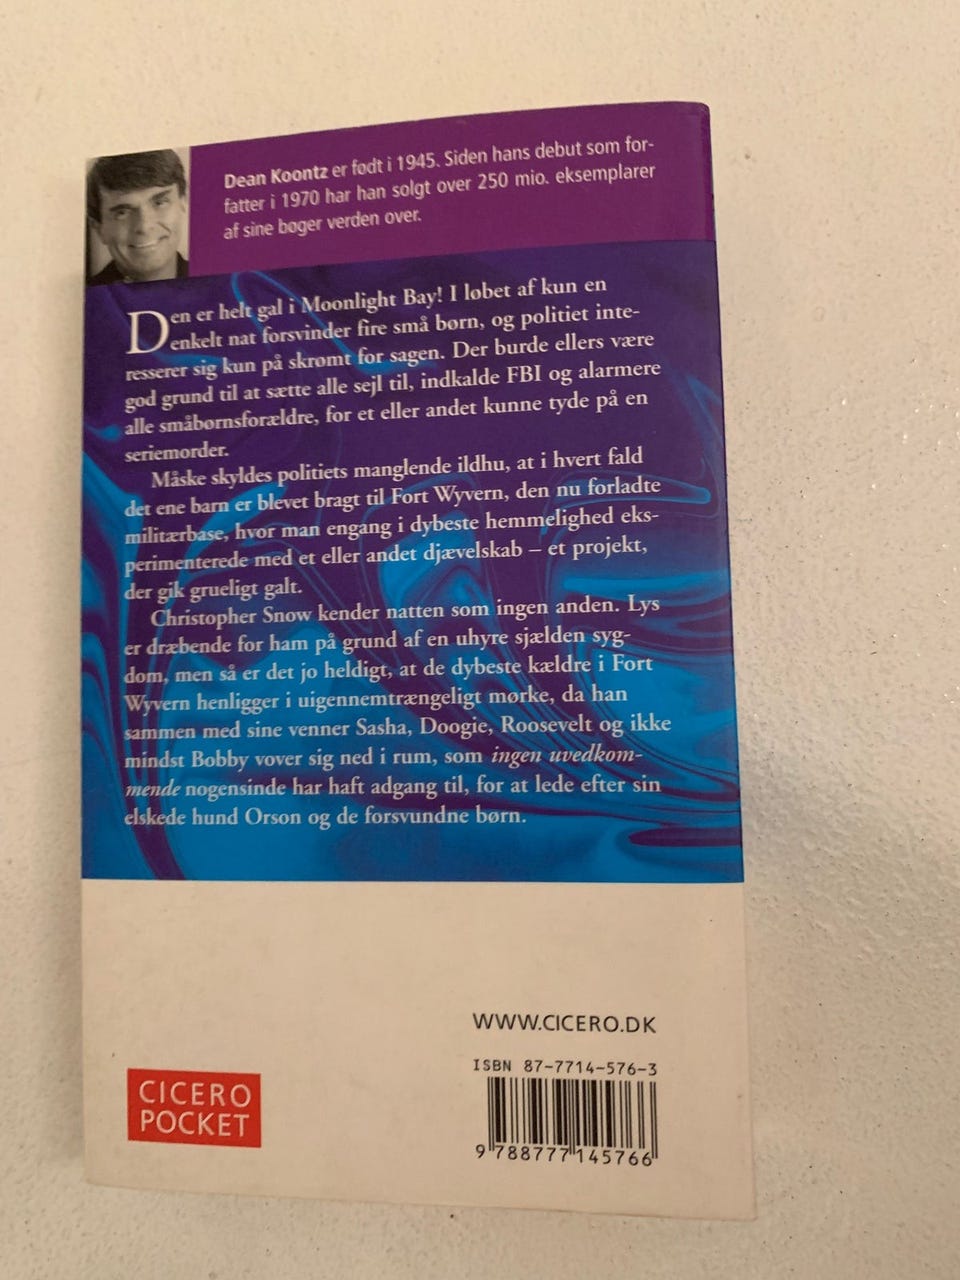 Dean Koontz er født i 1945. Siden hans debut som for-
fatter i 1970 har han solgt over 250 mio. eksemplarer
af sine bøger verden over.
Den er helt gal i Moonlight Bay! I løbet af kun en
enkelt nat forsvinder fire små børn, og politiet inte-
resserer sig kun på skrømt for sagen. Der burde ellers være
god grund til at sætte alle sejl til, indkalde FBI og alarmere
alle småbørnsforældre, for et eller andet kunne tyde på en
seriemorder.
Måske skyldes politiets manglende ildhu, at i hvert fald
det ene barn er blevet bragt til Fort Wyvern, den nu forladte
militærbase, hvor man engang i dybeste hemmelighed eks-
perimenterede med et eller andet djævelskab – et projekt,
der gik grueligt galt.
Christopher Snow kender natten som ingen anden. Lys
er dræbende for ham på grund af en uhyre sjælden syg-
dom, men så er det jo heldigt, at de dybeste kældre i Fort
Wyvern henligger i uigennemtrængeligt mørke, da han
sammen med sine venner Sasha, Doogie, Roosevelt og ikke
mindst Bobby vover sig ned i rum, som ingen uvedkom-
mende nogensinde har haft adgang til, for at lede efter sin
elskede hund Orson og de forsvundne børn.
WWW.CICERO.DK
ISBN 87-7714-576-3
9 788777 145766
CICERO
POCKET